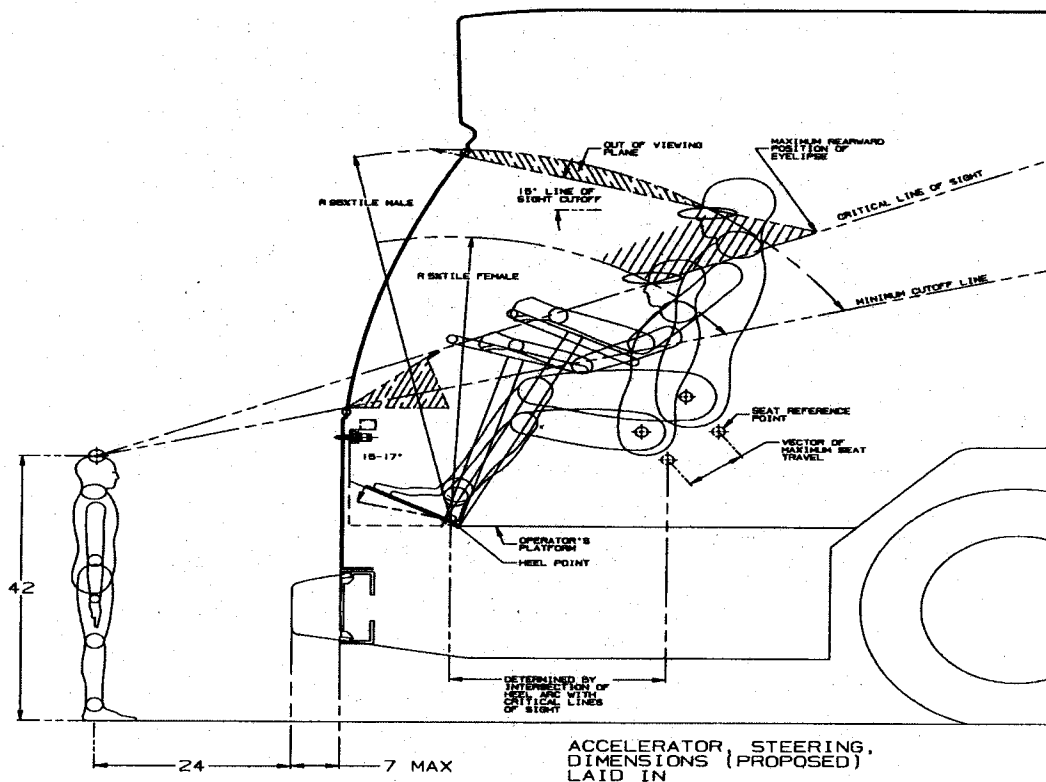 OUT OF VIEWING
PLANE
MAXIMUM REARWARD
POSITION OF
EYELIPSE
15° LINE OF
SIGHT CUTOFF
CRITICAL LINE OF SIGHT
R 95%TILE MALE
R 5%TILE FEMALE
MINIMUM CUTOFF LINE
SEAT REFERENCE
POINT
VECTOR OF
MAXIMUM SEAT
TRAVEL
15-17°
OPERATOR'S
PLATFORM
HEEL POINT
42
DETERMINED BY
INTERSECTION OF
HEEL ARC WITH
CRITICAL LINES
OF SIGHT
24
7 MAX
ACCELERATOR, STEERING,
DIMENSIONS (PROPOSED)
LAID IN